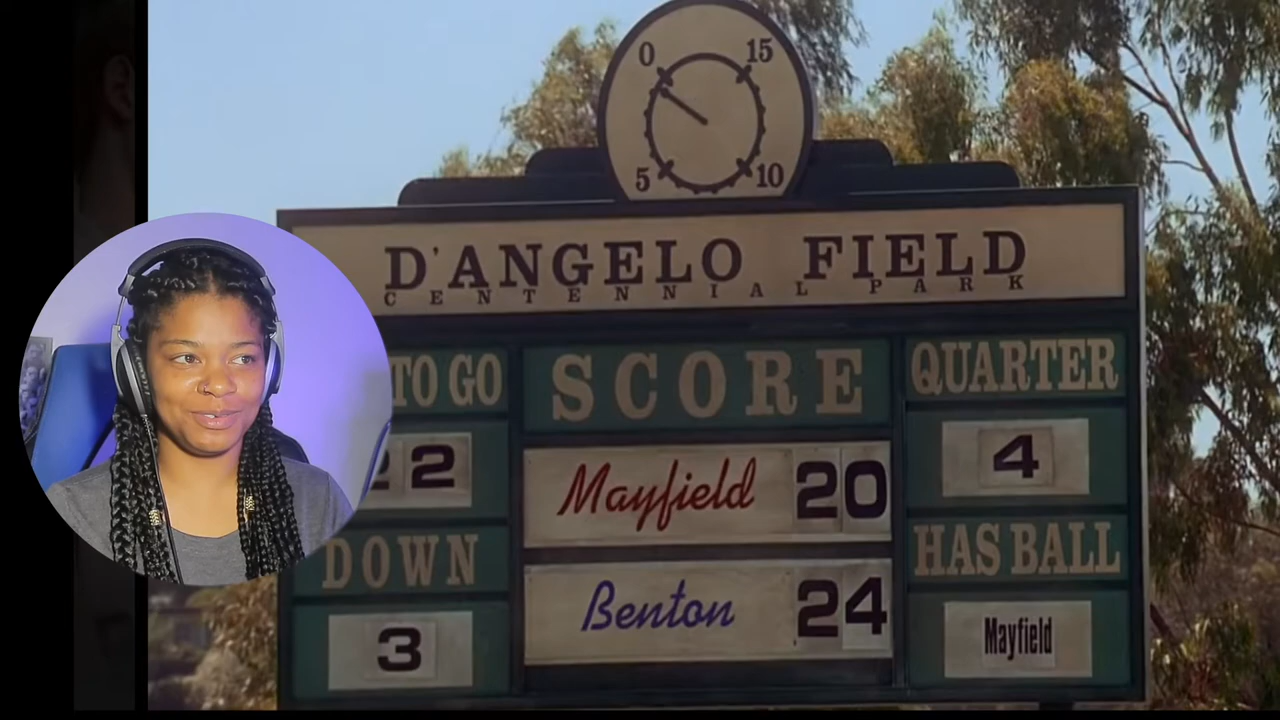 0 15
5 10
D'ANGELO FIELD
CENTENNIAL PARK
TO GO SCORE QUARTER
22 Mayfield 20 4
DOWN HAS BALL
3 Benton 24 Mayfield